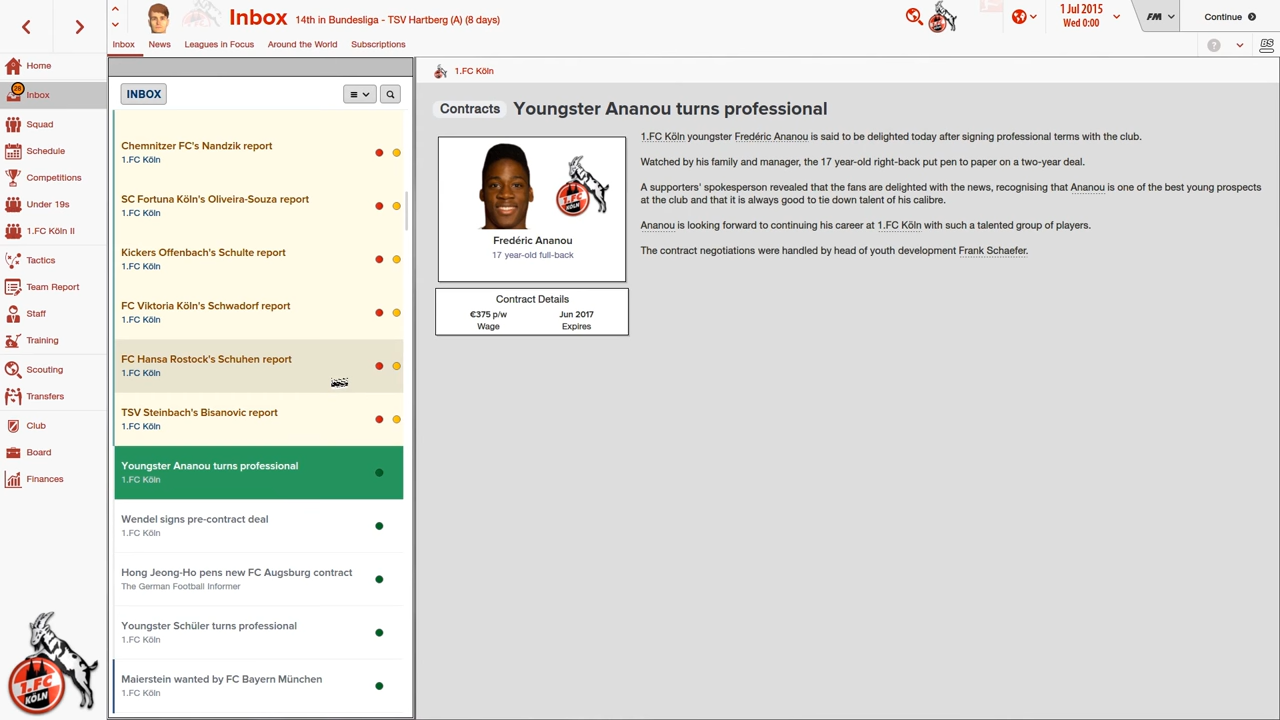 Inbox
14th in Bundesliga - TSV Hartberg (A) (8 days)
1 Jul 2015
Wed 0:00
FM
Continue
Inbox
News
Leagues in Focus
Around the World
Subscriptions
?
Home
28
Inbox
Squad
Schedule
Competitions
Under 19s
1.FC Köln II
Tactics
Team Report
Staff
Training
Scouting
Transfers
Club
Board
Finances
1.FC
KÖLN
INBOX
Chemnitzer FC's Nandzik report
1.FC Köln
SC Fortuna Köln's Oliveira-Souza report
1.FC Köln
Kickers Offenbach's Schulte report
1.FC Köln
FC Viktoria Köln's Schwadorf report
1.FC Köln
FC Hansa Rostock's Schuhen report
1.FC Köln
TSV Steinbach's Bisanovic report
1.FC Köln
Youngster Ananou turns professional
1.FC Köln
Wendel signs pre-contract deal
1.FC Köln
Hong Jeong-Ho pens new FC Augsburg contract
The German Football Informer
Youngster Schüler turns professional
1.FC Köln
Maierstein wanted by FC Bayern München
1.FC Köln
1.FC Köln
Contracts
Youngster Ananou turns professional
Frédéric Ananou
17 year-old full-back
Contract Details
€375 p/w
Jun 2017
Wage
Expires
1.FC Köln youngster Fredéric Ananou is said to be delighted today after signing professional terms with the club.
Watched by his family and manager, the 17 year-old right-back put pen to paper on a two-year deal.
A supporters' spokesperson revealed that the fans are delighted with the news, recognising that Ananou is one of the best young prospects
at the club and that it is always good to tie down talent of his calibre.
Ananou is looking forward to continuing his career at 1.FC Köln with such a talented group of players.
The contract negotiations were handled by head of youth development Frank Schaefer.